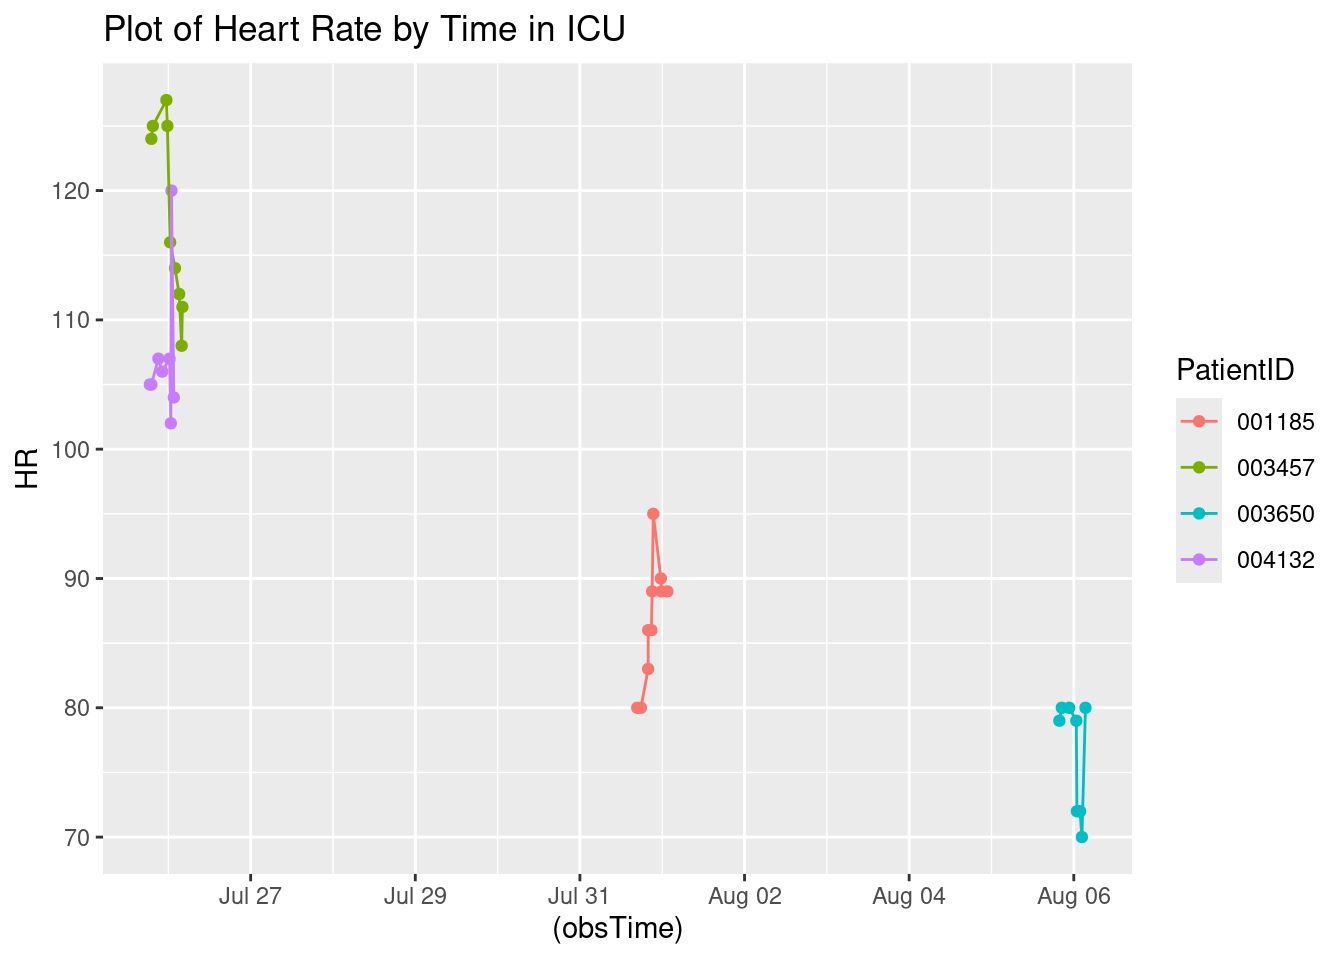 Plot of Heart Rate by Time in ICU
120
110
100
90
80
70
HR
Jul 27 Jul 29 Jul 31 Aug 02 Aug 04 Aug 06
(obsTime)
PatientID
001185
003457
003650
004132